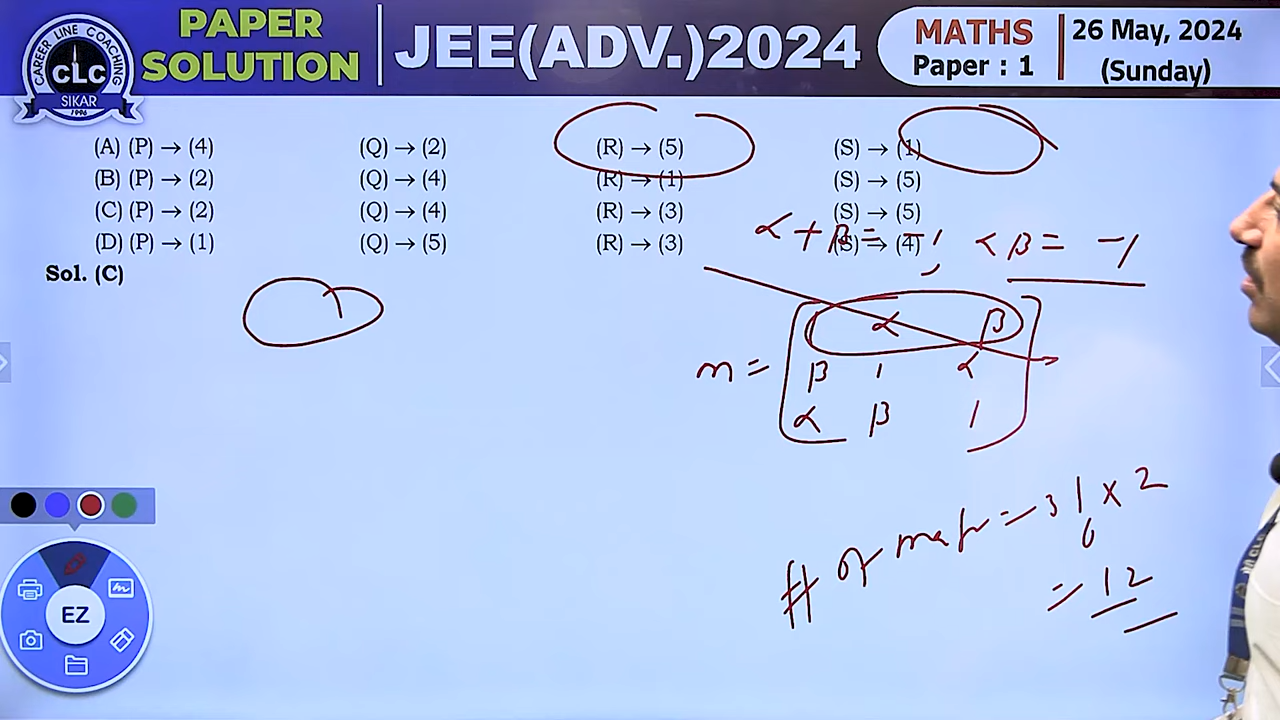 CAREER LINE COACHING
CLC
SIKAR
1996
PAPER
SOLUTION
JEE(ADV.)2024
MATHS
Paper : 1
26 May, 2024
(Sunday)
(A) (P) → (4) (Q) → (2) (R) → (5) (S) → (1)
(B) (P) → (2) (Q) → (4) (R) → (1) (S) → (5)
(C) (P) → (2) (Q) → (4) (R) → (3) (S) → (5)
(D) (P) → (1) (Q) → (5) (R) → (3) (S) → (4)
Sol. (C)
α + β = -1, αβ = -1
α β
m = β 1 α
α β 1
# of matr = 3! × 2
6
= 12
EZ